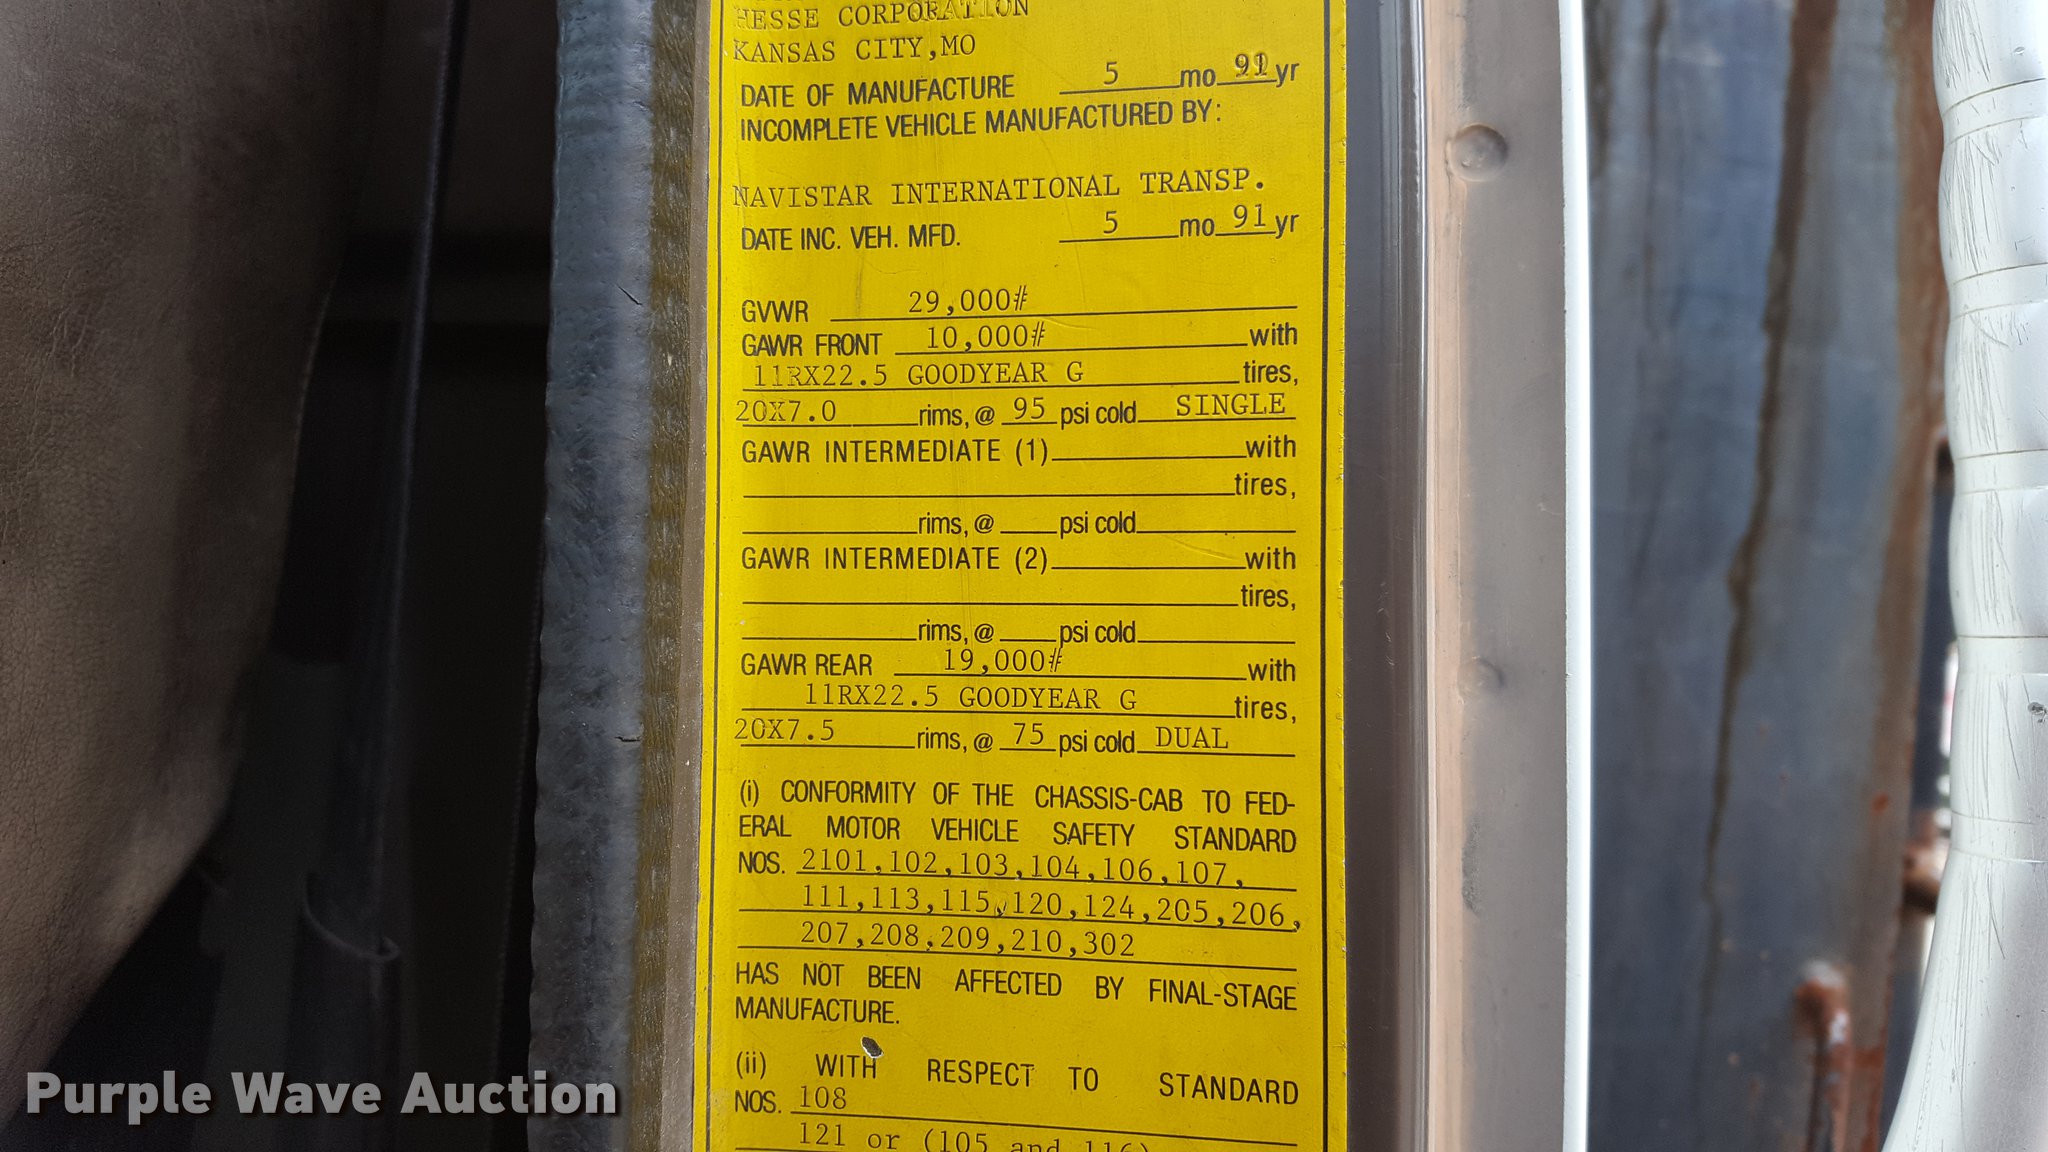 HESSE CORPORATION
KANSAS CITY,MO
DATE OF MANUFACTURE 5 mo 91 yr
INCOMPLETE VEHICLE MANUFACTURED BY:
NAVISTAR INTERNATIONAL TRANSP.
DATE INC. VEH. MFD. 5 mo 91 yr
GVWR 29,000#
GAWR FRONT 10,000# with
11RX22.5 GOODYEAR G tires,
20X7.0 rims, @ 95 psi cold SINGLE
GAWR INTERMEDIATE (1) with
tires,
rims, @ psi cold
GAWR INTERMEDIATE (2) with
tires,
rims, @ psi cold
GAWR REAR 19,000# with
11RX22.5 GOODYEAR G tires,
20X7.5 rims, @ 75 psi cold DUAL
(i) CONFORMITY OF THE CHASSIS-CAB TO FED-
ERAL MOTOR VEHICLE SAFETY STANDARD
NOS. 2101,102,103,104,106,107,
111,113,115,120,124,205,206,
207,208,209,210,302
HAS NOT BEEN AFFECTED BY FINAL-STAGE
MANUFACTURE.
(ii) WITH RESPECT TO STANDARD
NOS. 108
121 or (105 and 116)
Purple Wave Auction